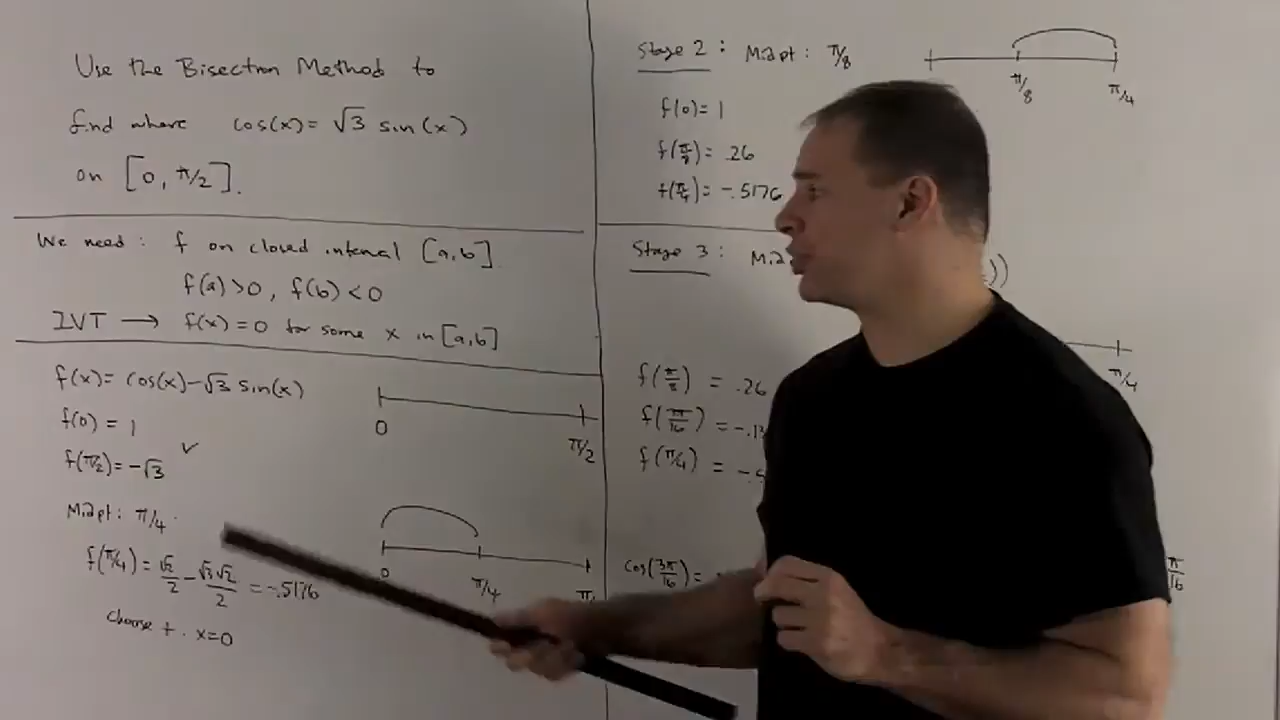 Use the Bisection Method to
find where cos(x) = √3 sin(x)
on [0, π/2].
We need: f on closed interval [a,b]
f(a)>0, f(b)<0
IVT → f(x)=0 for some x in [a,b]
f(x) = cos(x)-√3 sin(x)
f(0) = 1
f(π/2) = -√3 ✓
0 π/2
Midpt: π/4
f(π/4) = √2/2 - √3√2/2 = -.5176
0 π/4
choose + . x=0
Stage 2: Midpt: π/8
π/8 π/4
f(0) = 1
f(π/8) = .26
f(π/4) = -.5176
Stage 3:
π/4
f(π/8) = .26
= -.1
f(π/4) =
cos(3π/16) =